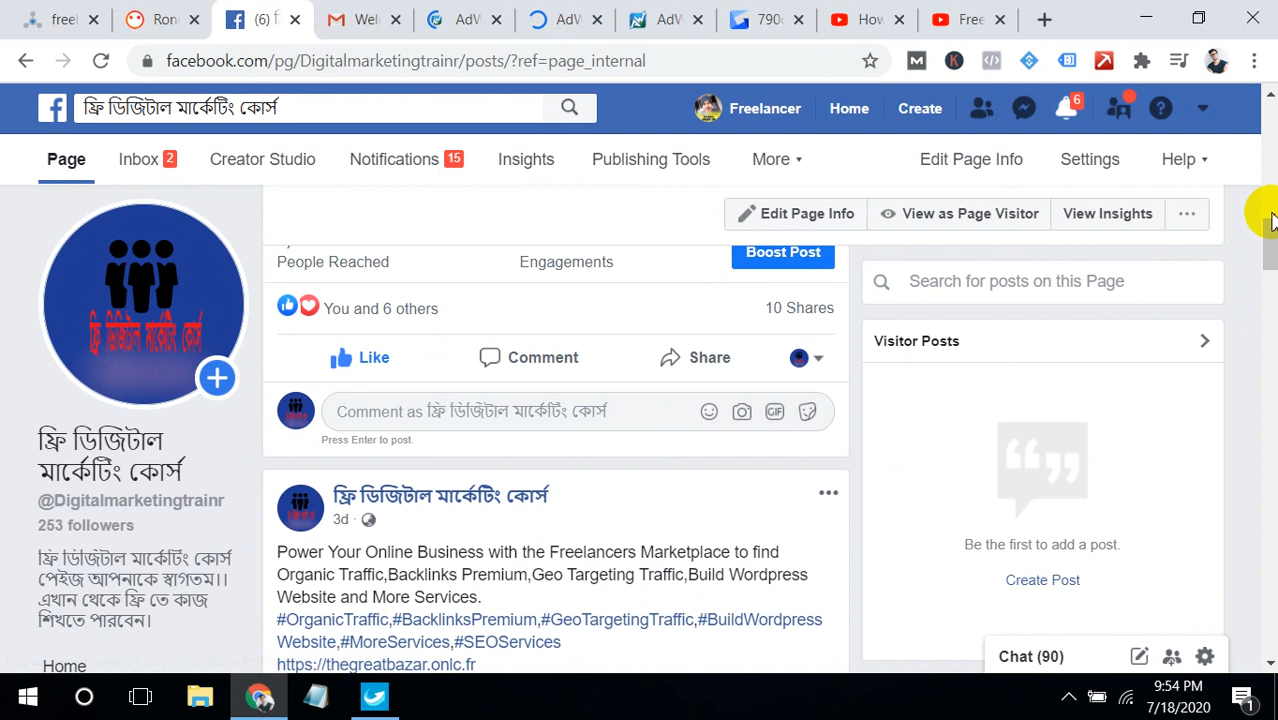 freel
Ronn
(6) f
Welc
AdW
AdW
AdW
790c
How
Free
facebook.com/pg/Digitalmarketingtrainr/posts/?ref=page_internal
ফ্রি ডিজিটাল মার্কেটিং কোর্স
Freelancer
Home
Create
6
Page
Inbox 2
Creator Studio
Notifications 15
Insights
Publishing Tools
More
Edit Page Info
Settings
Help
Edit Page Info
View as Page Visitor
View Insights
People Reached
Engagements
Boost Post
You and 6 others
10 Shares
Like
Comment
Share
Comment as ফ্রি ডিজিটাল মার্কেটিং কোর্স
Press Enter to post.
Search for posts on this Page
Visitor Posts
Be the first to add a post.
Create Post
ফ্রি ডিজিটাল মার্কেটিং কোর্স
ফ্রি ডিজিটাল
মার্কেটিং কোর্স
@Digitalmarketingtrainr
253 followers
ফ্রি ডিজিটাল মার্কেটিং কোর্স
পেইজ আপনাকে স্বাগতম।।
এখান থেকে ফ্রি তে কাজ
শিখতে পারবেন।
Home
ফ্রি ডিজিটাল মার্কেটিং কোর্স
3d
Power Your Online Business with the Freelancers Marketplace to find
Organic Traffic,Backlinks Premium,Geo Targeting Traffic,Build Wordpress
Website and More Services.
#OrganicTraffic,#BacklinksPremium,#GeoTargetingTraffic,#BuildWordpress
Website,#MoreServices,#SEOServices
https://thegreatbazar.onlc.fr
Chat (90)
9:54 PM
7/18/2020
1